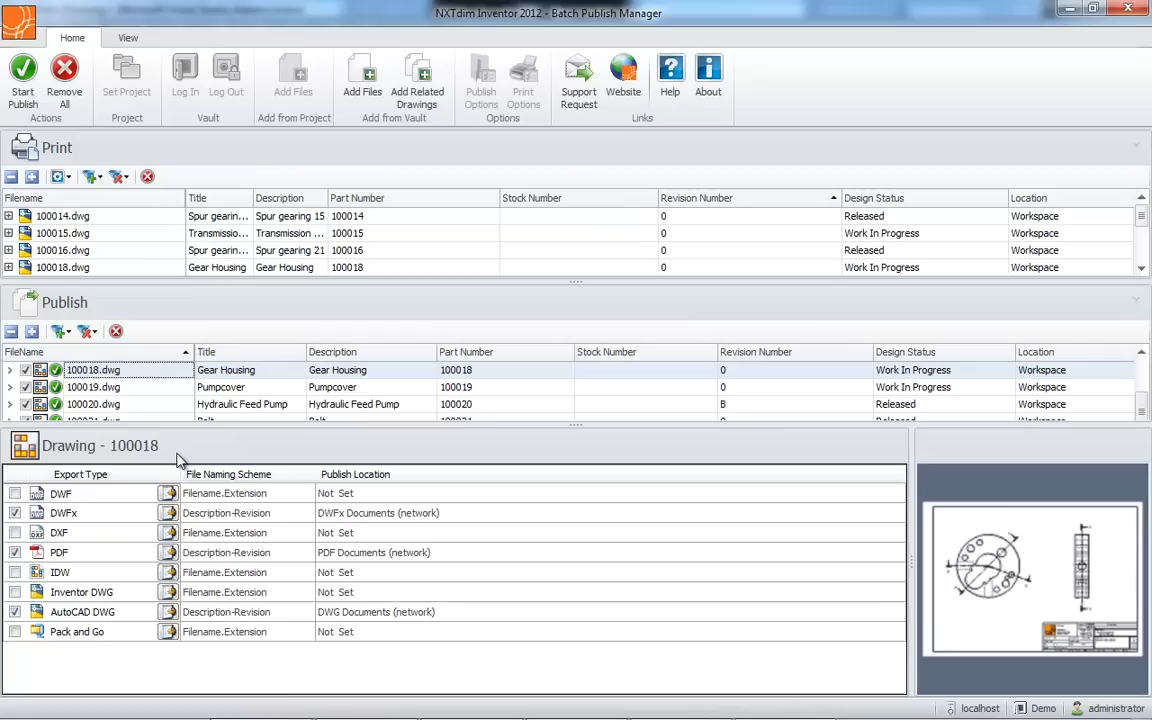 NXTdim Inventor 2012 - Batch Publish Manager
Home View
Start Publish Remove All Set Project Log In Log Out Add Files Add Files Add Related Drawings Publish Options Print Options Support Request Website Help About
Actions Project Vault Add from Project Add from Vault Options Links
Print
Filename Title Description Part Number Stock Number Revision Number Design Status Location
100014.dwg Spur gearin... Spur gearing 15 100014 0 Released Workspace
100015.dwg Transmissio... Transmission ... 100015 0 Work In Progress Workspace
100016.dwg Spur gearin... Spur gearing 21 100016 0 Released Workspace
100018.dwg Gear Housing Gear Housing 100018 0 Work In Progress Workspace
Publish
FileName Title Description Part Number Stock Number Revision Number Design Status Location
100018.dwg Gear Housing Gear Housing 100018 0 Work In Progress Workspace
100019.dwg Pumpcover Pumpcover 100019 0 Work In Progress Workspace
100020.dwg Hydraulic Feed Pump Hydraulic Feed Pump 100020 B Released Workspace
Drawing - 100018
Export Type File Naming Scheme Publish Location
DWF Filename.Extension Not Set
DWFx Description-Revision DWFx Documents (network)
DXF Filename.Extension Not Set
PDF Description-Revision PDF Documents (network)
IDW Filename.Extension Not Set
Inventor DWG Filename.Extension Not Set
AutoCAD DWG Description-Revision DWG Documents (network)
Pack and Go Filename.Extension Not Set
localhost Demo administrator